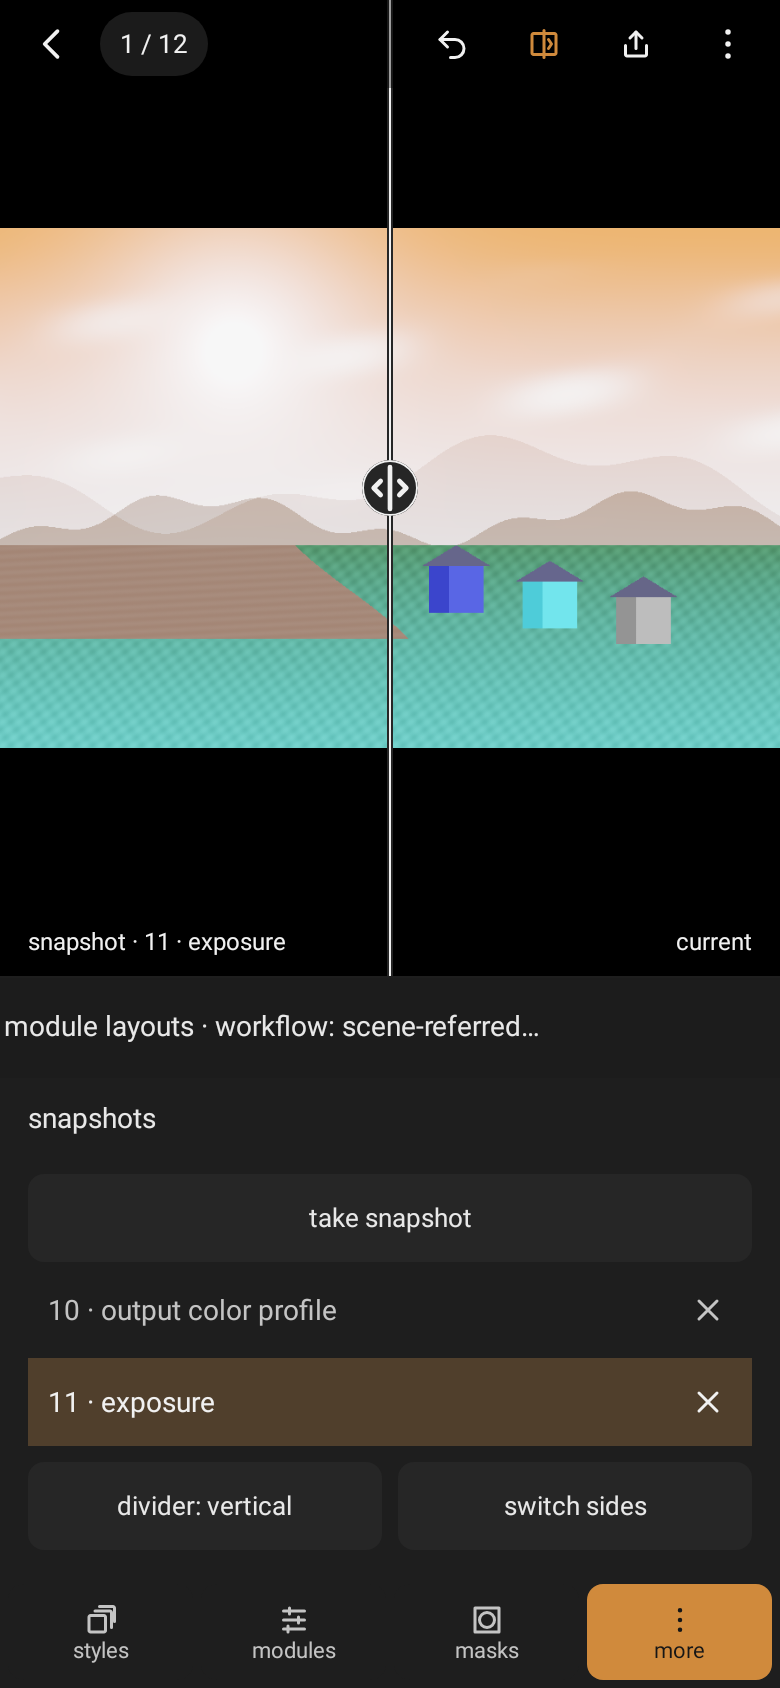 1 / 12
snapshot · 11 · exposure
current
module layouts · workflow: scene-referred…
snapshots
take snapshot
10 · output color profile
11 · exposure
divider: vertical
switch sides
styles
modules
masks
more